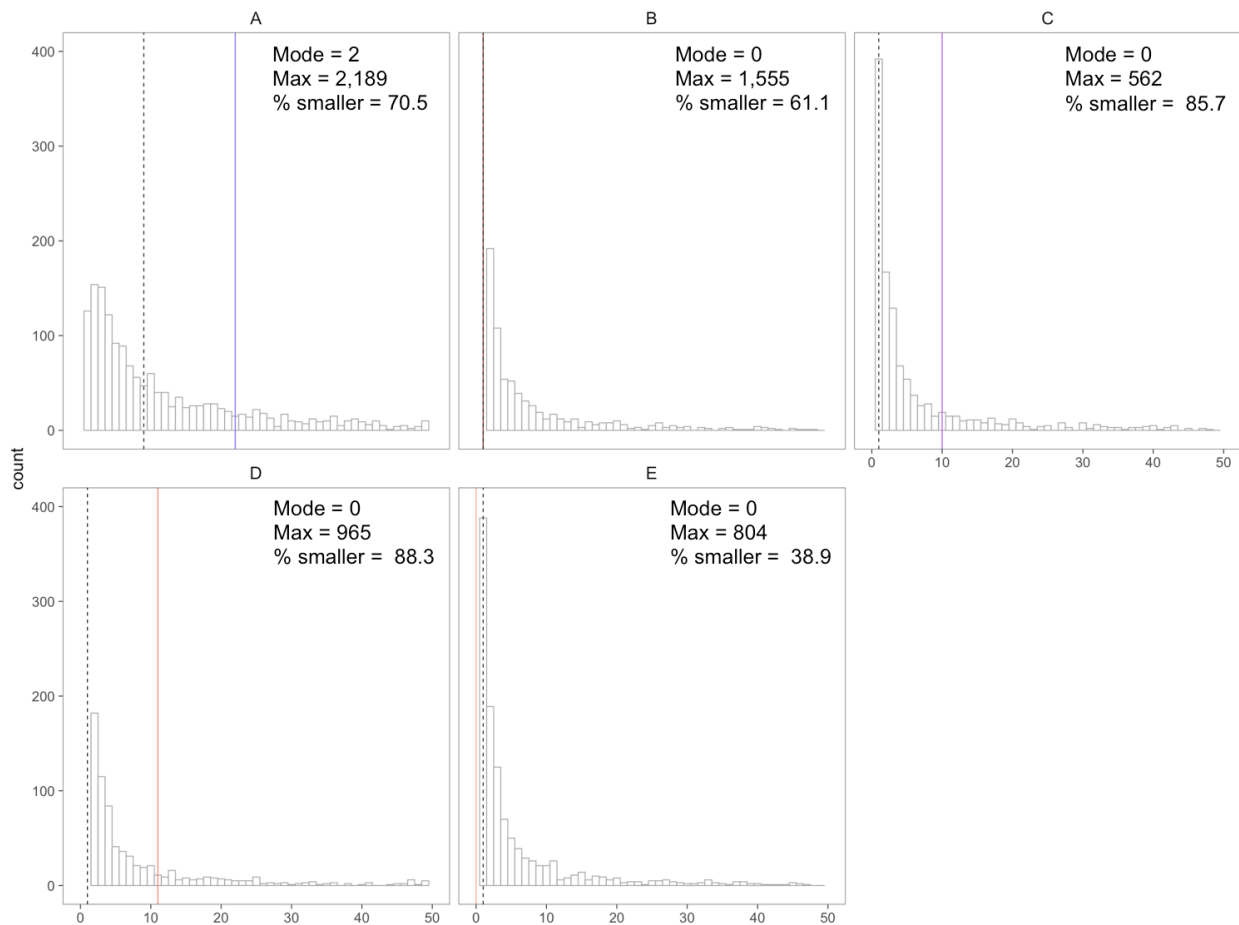 A
B
C
Mode = 2
Max = 2,189
% smaller = 70.5
Mode = 0
Max = 1,555
% smaller = 61.1
Mode = 0
Max = 562
% smaller =  85.7
400
300
200
100
0
0 10 20 30 40 50
count
D
E
Mode = 0
Max = 965
% smaller =  88.3
Mode = 0
Max = 804
% smaller =  38.9
400
300
200
100
0
0 10 20 30 40 50
0 10 20 30 40 50